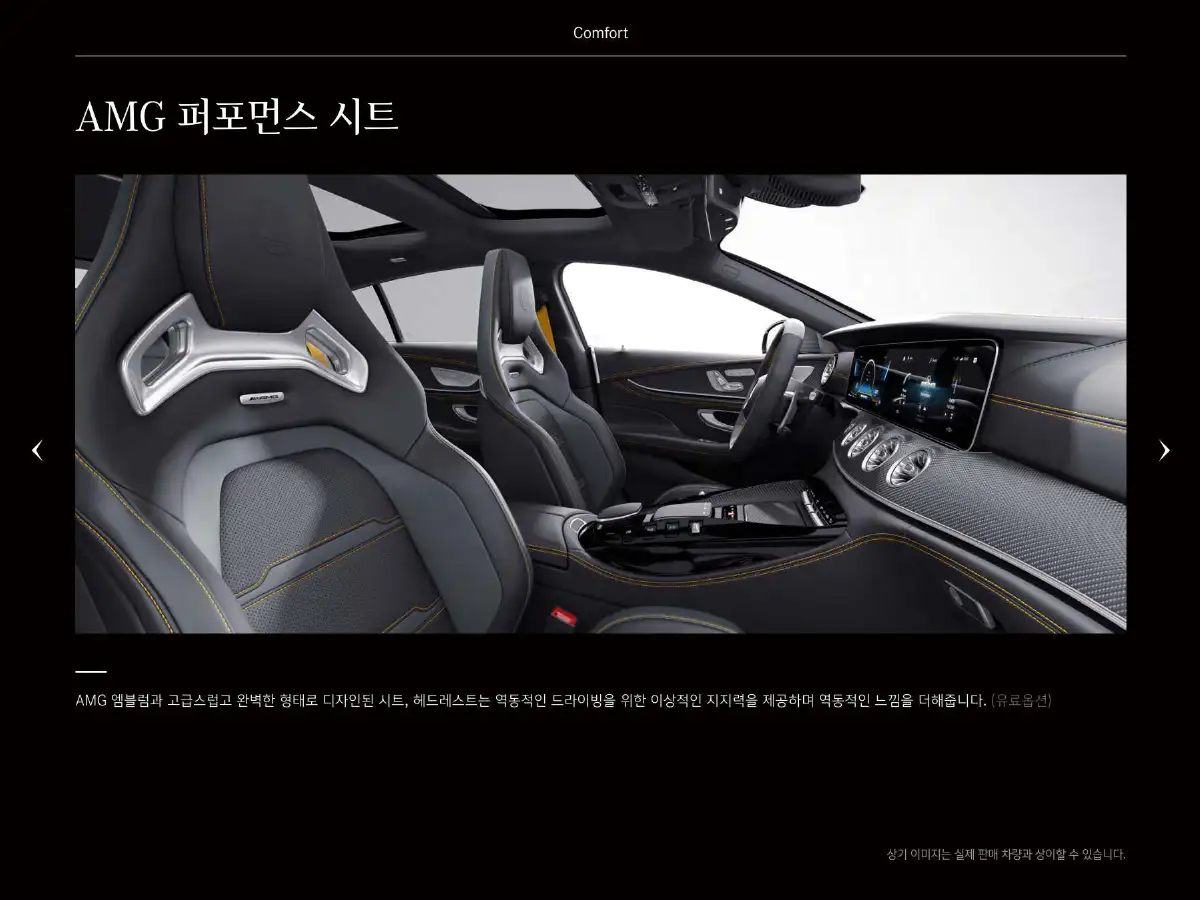 Comfort
AMG 퍼포먼스 시트
AMG
AMG 엠블럼과 고급스럽고 완벽한 형태로 디자인된 시트, 헤드레스트는 역동적인 드라이빙을 위한 이상적인 지지력을 제공하며 역동적인 느낌을 더해줍니다. (유료옵션)
상기 이미지는 실제 판매 차량과 상이할 수 있습니다.